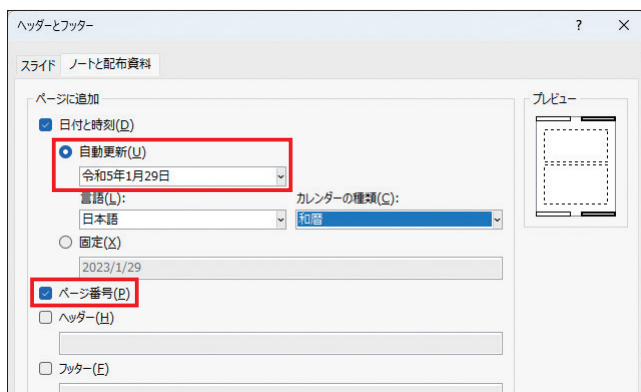 ヘッダーとフッター ? ×
スライド ノートと配布資料
ページに追加
プレビュー
日付と時刻(D)
自動更新(U)
令和5年1月29日
言語(L): カレンダーの種類(C):
日本語 和暦
固定(X)
2023/1/29
ページ番号(P)
ヘッダー(H)
フッター(F)